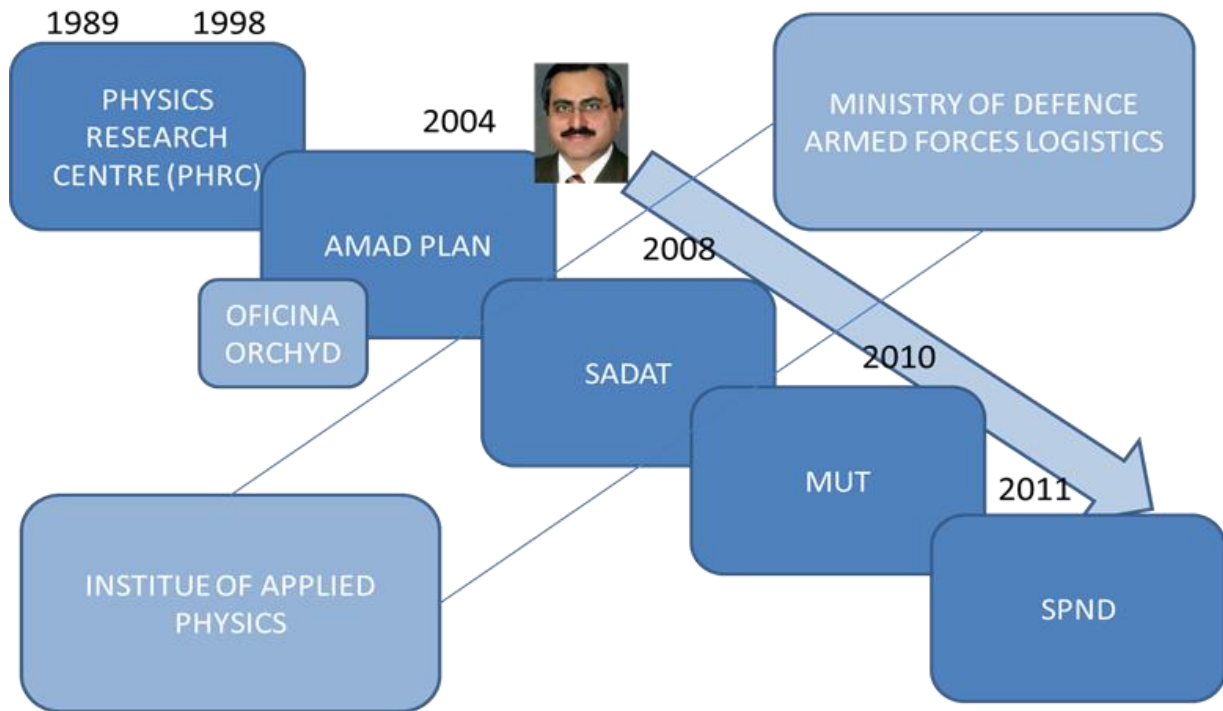 1989
1998
PHYSICS
RESEARCH
CENTRE (PHRC)
2004
MINISTRY OF DEFENCE
ARMED FORCES LOGISTICS
AMAD PLAN
2008
OFICINA
ORCHYD
SADAT
2010
MUT
2011
INSTITUE OF APPLIED
PHYSICS
SPND